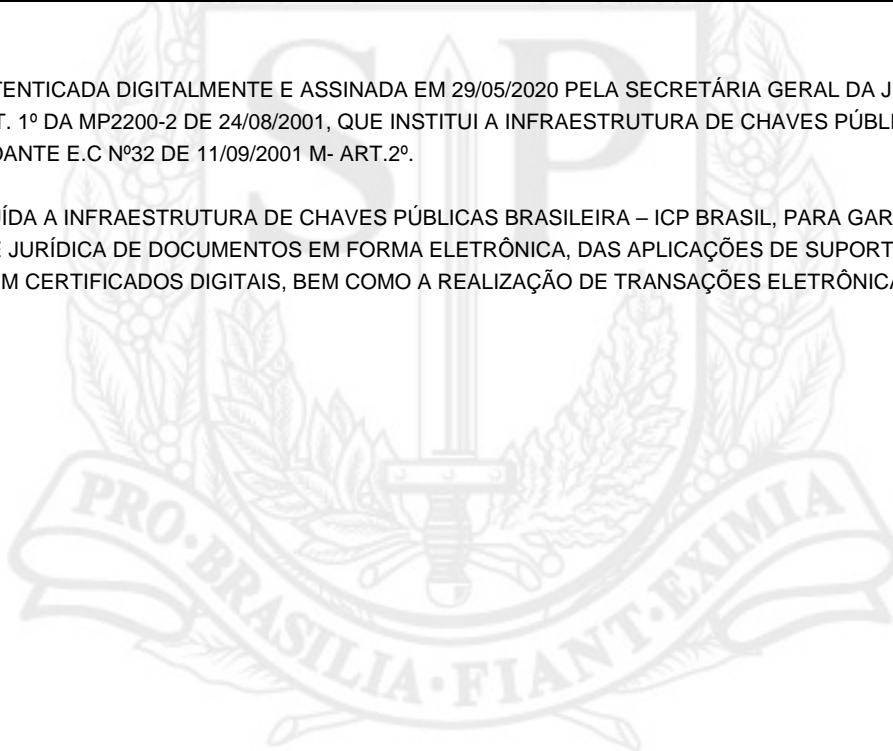 TENTICADA DIGITALMENTE E ASSINADA EM 29/05/2020 PELA SECRETÁRIA GERAL DA J
T. 1º DA MP2200-2 DE 24/08/2001, QUE INSTITUI A INFRAESTRUTURA DE CHAVES PÚBL
DANTE E.C Nº32 DE 11/09/2001 M- ART.2º.
ÍDA A INFRAESTRUTURA DE CHAVES PÚBLICAS BRASILEIRA – ICP BRASIL, PARA GAR
E JURÍDICA DE DOCUMENTOS EM FORMA ELETRÔNICA, DAS APLICAÇÕES DE SUPORT
M CERTIFICADOS DIGITAIS, BEM COMO A REALIZAÇÃO DE TRANSAÇÕES ELETRÔNICA
SP
PRO·BRASILIA·FIANT·EXIMIA